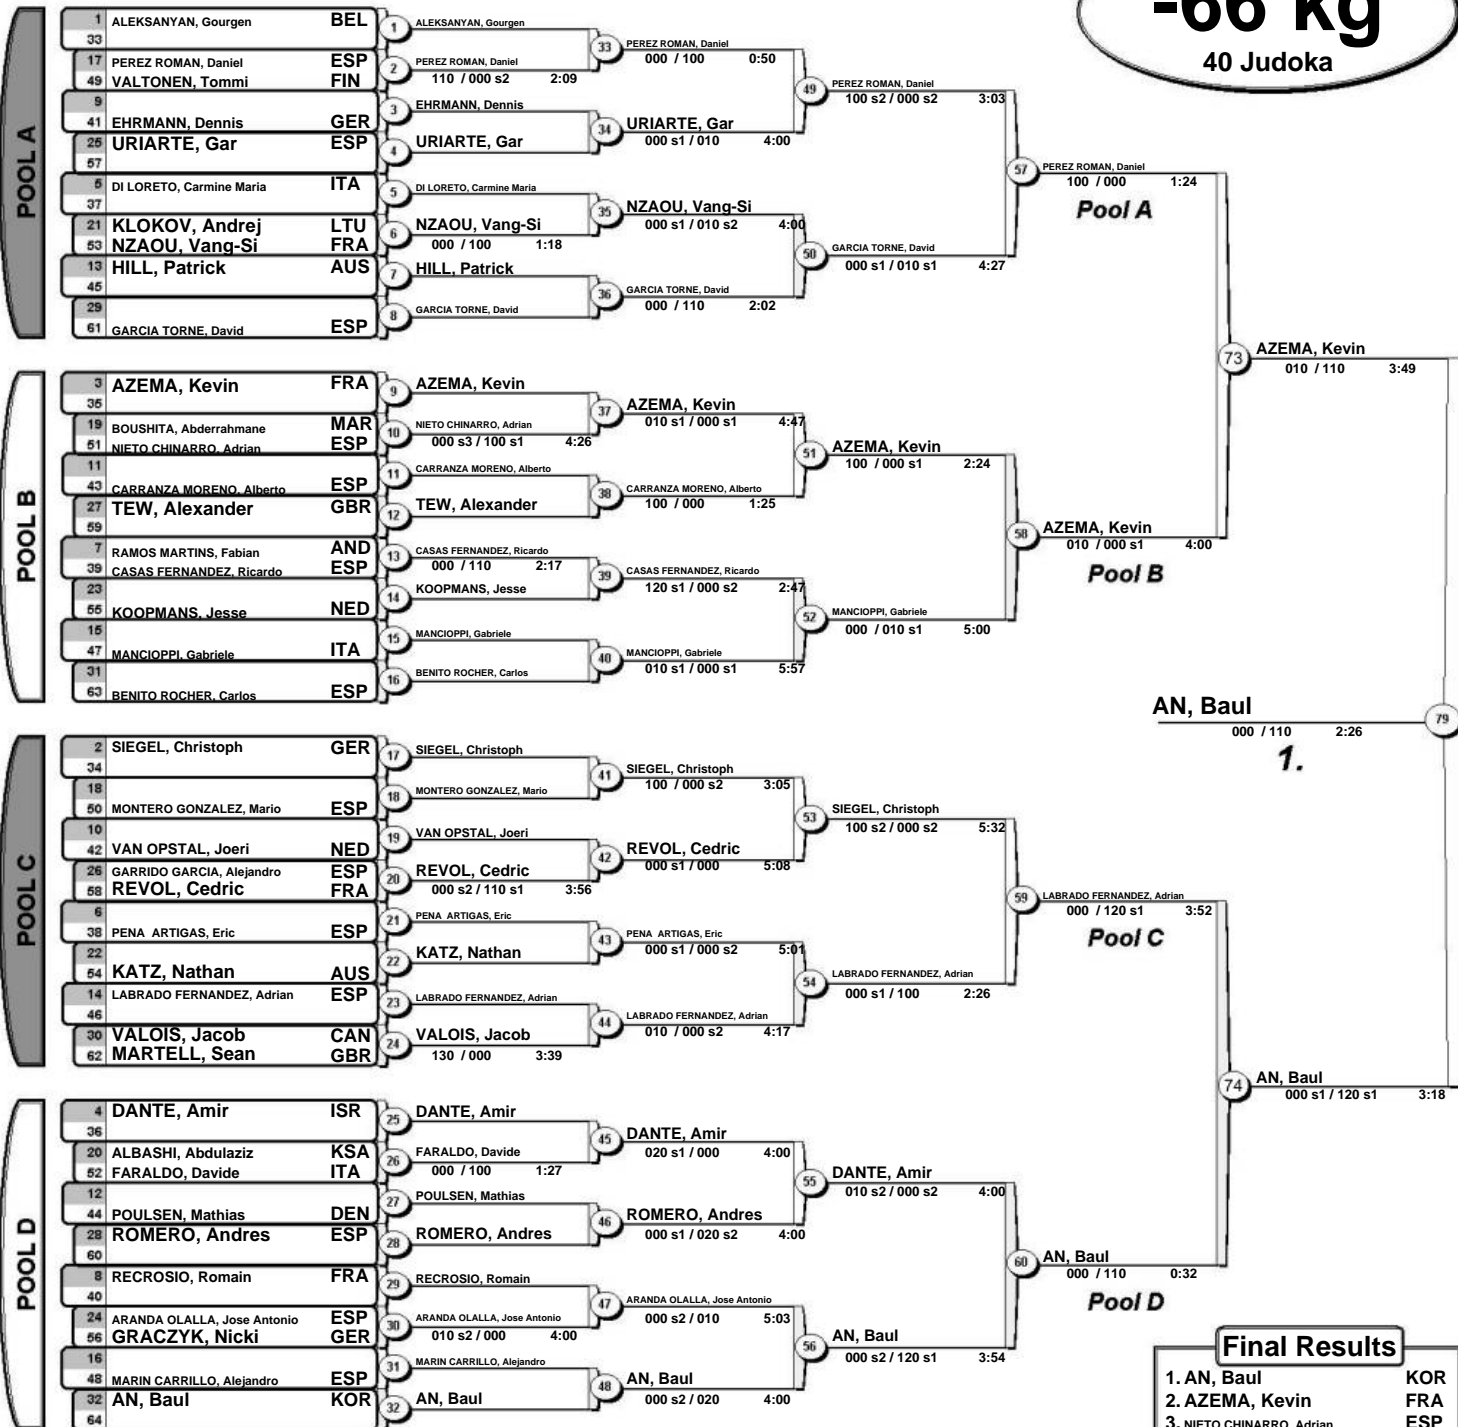 -66 kg
40 Judoka
POOL A
1 ALEKSANYAN, Gourgen BEL
33
17 PEREZ ROMAN, Daniel ESP
49 VALTONEN, Tommi FIN
9
41 EHRMANN, Dennis GER
25 URIARTE, Gar ESP
57
5 DI LORETO, Carmine Maria ITA
37
21 KLOKOV, Andrej LTU
53 NZAOU, Vang-Si FRA
13 HILL, Patrick AUS
45
29
61 GARCIA TORNE, David ESP
1 ALEKSANYAN, Gourgen
2 PEREZ ROMAN, Daniel
110 / 000 s2 2:09
3 EHRMANN, Dennis
4 URIARTE, Gar
5 DI LORETO, Carmine Maria
6 NZAOU, Vang-Si
000 / 100 1:18
7 HILL, Patrick
8 GARCIA TORNE, David
33 PEREZ ROMAN, Daniel
000 / 100 0:50
34 URIARTE, Gar
000 s1 / 010 4:00
35 NZAOU, Vang-Si
000 s1 / 010 s2 4:00
36 GARCIA TORNE, David
000 / 110 2:02
49 PEREZ ROMAN, Daniel
100 s2 / 000 s2 3:03
50 GARCIA TORNE, David
000 s1 / 010 s1 4:27
57 PEREZ ROMAN, Daniel
100 / 000 1:24
Pool A
POOL B
3 AZEMA, Kevin FRA
35
19 BOUSHITA, Abderrahmane MAR
51 NIETO CHINARRO, Adrian ESP
11
43 CARRANZA MORENO, Alberto ESP
27 TEW, Alexander GBR
59
7 RAMOS MARTINS, Fabian AND
39 CASAS FERNANDEZ, Ricardo ESP
23
55 KOOPMANS, Jesse NED
15
47 MANCIOPPI, Gabriele ITA
31
63 BENITO ROCHER, Carlos ESP
9 AZEMA, Kevin
10 NIETO CHINARRO, Adrian
000 s3 / 100 s1 4:26
11 CARRANZA MORENO, Alberto
12 TEW, Alexander
13 CASAS FERNANDEZ, Ricardo
000 / 110 2:17
14 KOOPMANS, Jesse
15 MANCIOPPI, Gabriele
16 BENITO ROCHER, Carlos
37 AZEMA, Kevin
010 s1 / 000 s1 4:47
38 CARRANZA MORENO, Alberto
100 / 000 1:25
39 CASAS FERNANDEZ, Ricardo
120 s1 / 000 s2 2:47
40 MANCIOPPI, Gabriele
010 s1 / 000 s1 5:57
51 AZEMA, Kevin
100 / 000 s1 2:24
52 MANCIOPPI, Gabriele
000 / 010 s1 5:00
58 AZEMA, Kevin
010 / 000 s1 4:00
Pool B
73 AZEMA, Kevin
010 / 110 3:49
AN, Baul 79
000 / 110 2:26
1.
POOL C
2 SIEGEL, Christoph GER
34
18
50 MONTERO GONZALEZ, Mario ESP
10
42 VAN OPSTAL, Joeri NED
26 GARRIDO GARCIA, Alejandro ESP
58 REVOL, Cedric FRA
6
38 PENA ARTIGAS, Eric ESP
22
54 KATZ, Nathan AUS
14 LABRADO FERNANDEZ, Adrian ESP
46
30 VALOIS, Jacob CAN
62 MARTELL, Sean GBR
17 SIEGEL, Christoph
18 MONTERO GONZALEZ, Mario
19 VAN OPSTAL, Joeri
20 REVOL, Cedric
000 s2 / 110 s1 3:56
21 PENA ARTIGAS, Eric
22 KATZ, Nathan
23 LABRADO FERNANDEZ, Adrian
24 VALOIS, Jacob
130 / 000 3:39
41 SIEGEL, Christoph
100 / 000 s2 3:05
42 REVOL, Cedric
000 s1 / 000 5:08
43 PENA ARTIGAS, Eric
000 s1 / 000 s2 5:01
44 LABRADO FERNANDEZ, Adrian
010 / 000 s2 4:17
53 SIEGEL, Christoph
100 s2 / 000 s2 5:32
54 LABRADO FERNANDEZ, Adrian
000 s1 / 100 2:26
59 LABRADO FERNANDEZ, Adrian
000 / 120 s1 3:52
Pool C
POOL D
4 DANTE, Amir ISR
36
20 ALBASHI, Abdulaziz KSA
52 FARALDO, Davide ITA
12
44 POULSEN, Mathias DEN
28 ROMERO, Andres ESP
60
8 RECROSIO, Romain FRA
40
24 ARANDA OLALLA, Jose Antonio ESP
56 GRACZYK, Nicki GER
16
48 MARIN CARRILLO, Alejandro ESP
32 AN, Baul KOR
64
25 DANTE, Amir
26 FARALDO, Davide
000 / 100 1:27
27 POULSEN, Mathias
28 ROMERO, Andres
29 RECROSIO, Romain
30 ARANDA OLALLA, Jose Antonio
010 s2 / 000 4:00
31 MARIN CARRILLO, Alejandro
32 AN, Baul
45 DANTE, Amir
020 s1 / 000 4:00
46 ROMERO, Andres
000 s1 / 020 s2 4:00
47 ARANDA OLALLA, Jose Antonio
000 s2 / 010 5:03
48 AN, Baul
000 s2 / 020 4:00
55 DANTE, Amir
010 s2 / 000 s2 4:00
56 AN, Baul
000 s2 / 120 s1 3:54
60 AN, Baul
000 / 110 0:32
Pool D
74 AN, Baul
000 s1 / 120 s1 3:18
Final Results
1. AN, Baul KOR
2. AZEMA, Kevin FRA
3. NIETO CHINARRO, Adrian ESP